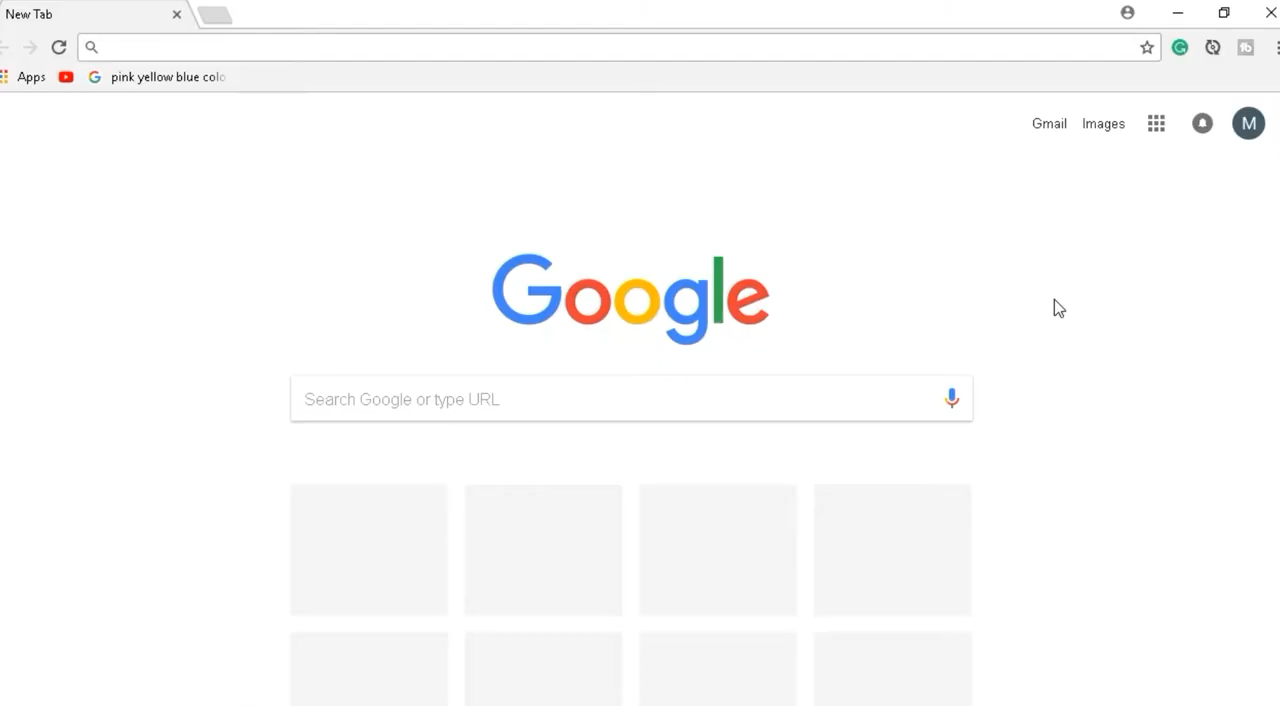 New Tab
Apps
pink yellow blue colo
Gmail
Images
M
Google
Search Google or type URL